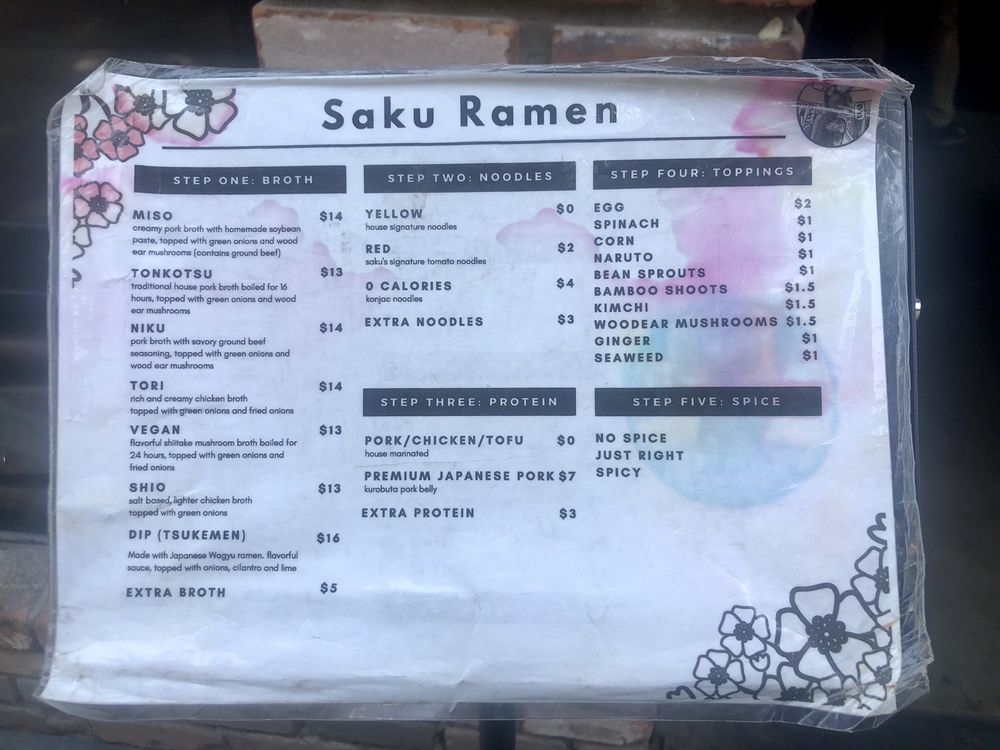 Saku Ramen
STEP ONE: BROTH
MISO $14
creamy pork broth with homemade soybean
paste, topped with green onions and wood
ear mushrooms (contains ground beef)
TONKOTSU $13
traditional house pork broth boiled for 16
hours, topped with green onions and wood
ear mushrooms
NIKU $14
pork broth with savory ground beef
seasoning, topped with green onions and
wood ear mushrooms
TORI $14
rich and creamy chicken broth
topped with green onions and fried onions
VEGAN $13
flavorful shiitake mushroom broth boiled for
24 hours, topped with green onions and
fried onions
SHIO $13
salt based, lighter chicken broth
topped with green onions
DIP (TSUKEMEN) $16
Made with Japanese Wagyu ramen. flavorful
sauce, topped with onions, cilantro and lime
EXTRA BROTH $5
STEP TWO: NOODLES
YELLOW $0
house signature noodles
RED $2
saku's signature tomato noodles
0 CALORIES $4
konjac noodles
EXTRA NOODLES $3
STEP THREE: PROTEIN
PORK/CHICKEN/TOFU $0
house marinated
PREMIUM JAPANESE PORK $7
kurobuta pork belly
EXTRA PROTEIN $3
STEP FOUR: TOPPINGS
EGG $2
SPINACH $1
CORN $1
NARUTO $1
BEAN SPROUTS $1
BAMBOO SHOOTS $1.5
KIMCHI $1.5
WOODEAR MUSHROOMS $1.5
GINGER $1
SEAWEED $1
STEP FIVE: SPICE
NO SPICE
JUST RIGHT
SPICY